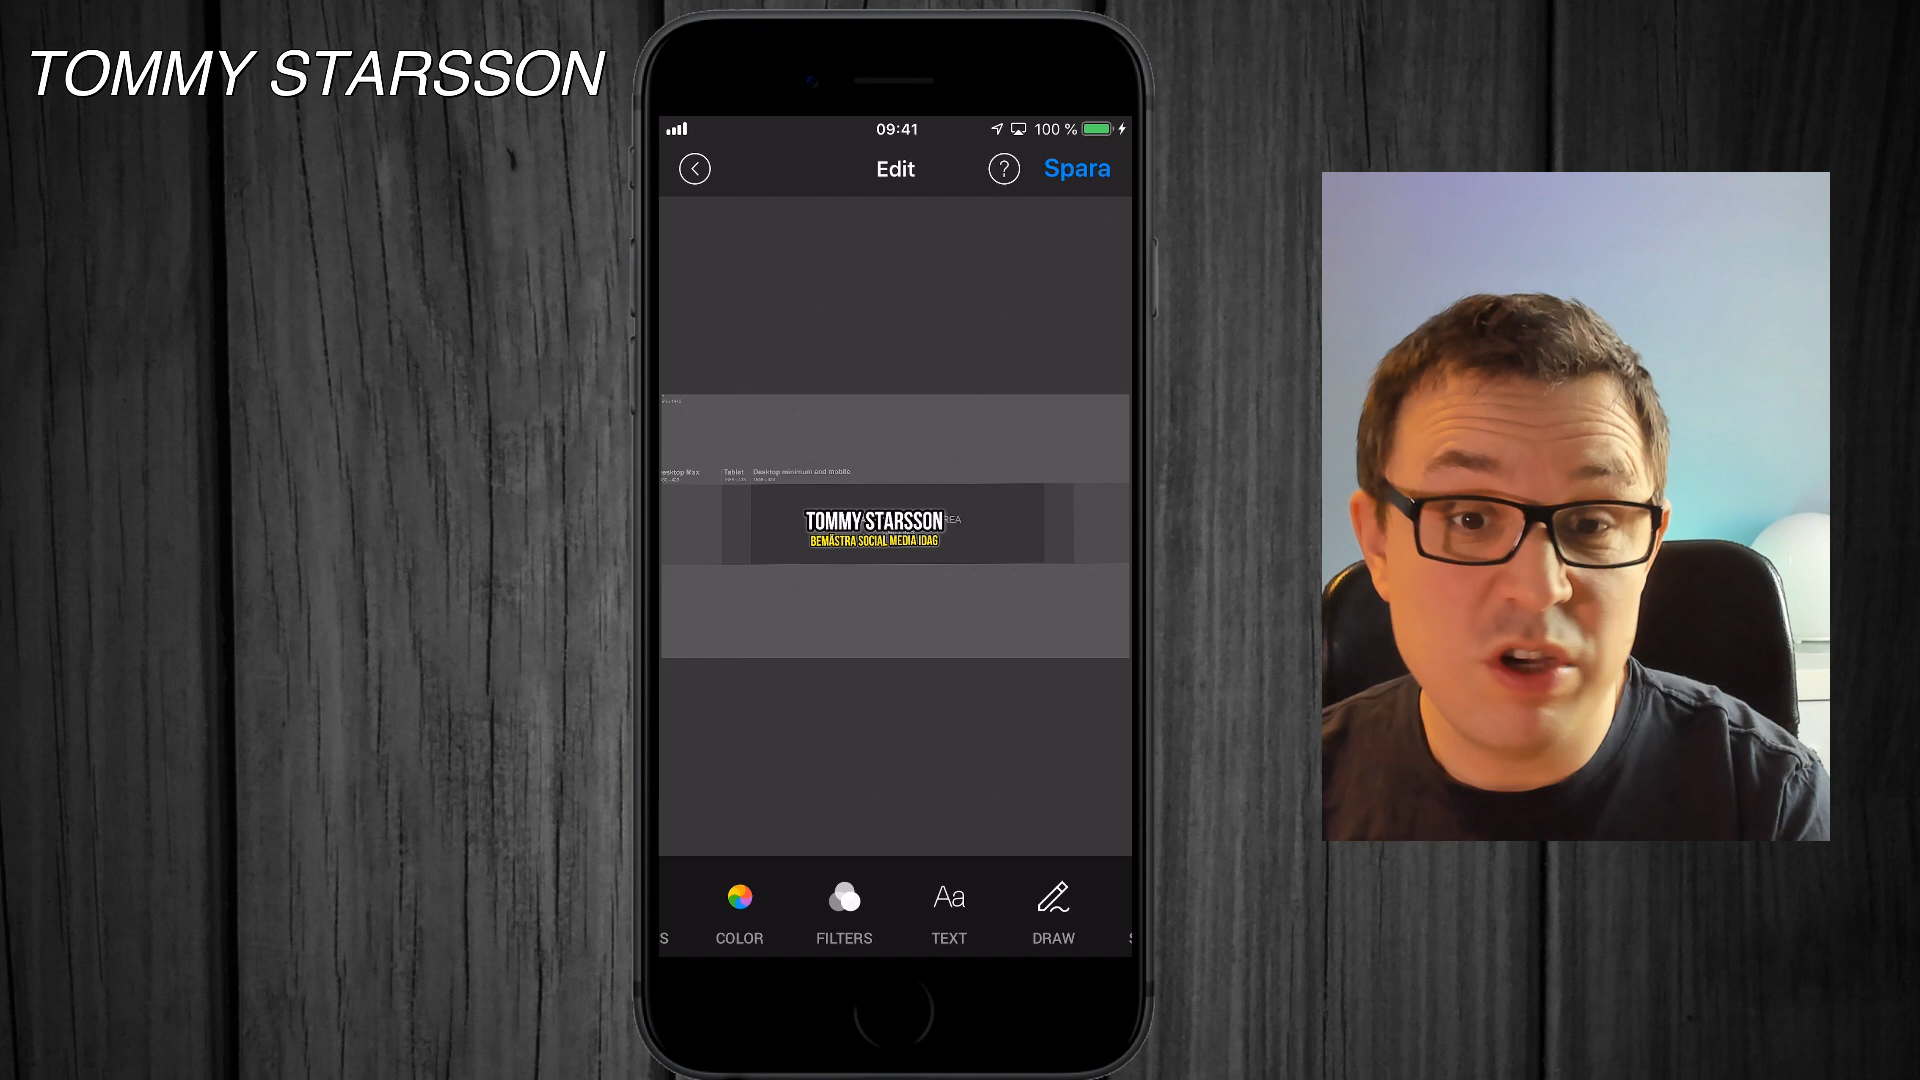 TOMMY STARSSON
09:41
100 %
Edit
?
Spara
Tablet
Desktop minimum and mobile
TOMMY STARSSON
REA
BEMÄSTRA SOCIAL MEDIA IDAG
S
COLOR
FILTERS
Aa
TEXT
DRAW